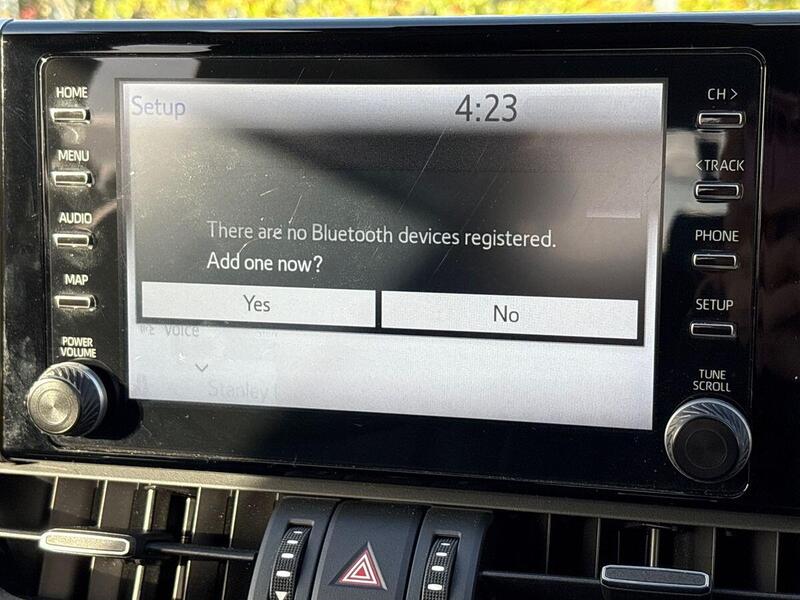 HOME
MENU
AUDIO
MAP
POWER
VOLUME
Setup
4:23
There are no Bluetooth devices registered.
Add one now?
Yes
No
Voice
Stanley
CH >
< TRACK
PHONE
SETUP
TUNE
SCROLL